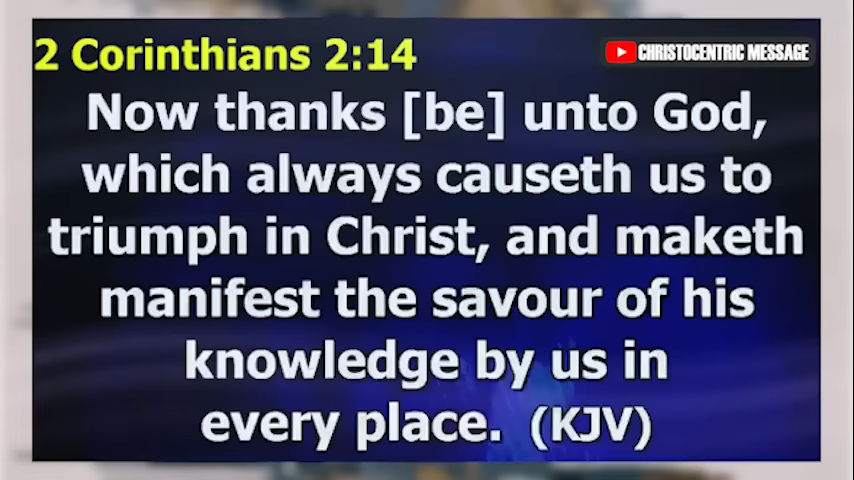 2 Corinthians 2:14
CHRISTOCENTRIC MESSAGE
Now thanks [be] unto God,
which always causeth us to
triumph in Christ, and maketh
manifest the savour of his
knowledge by us in
every place. (KJV)